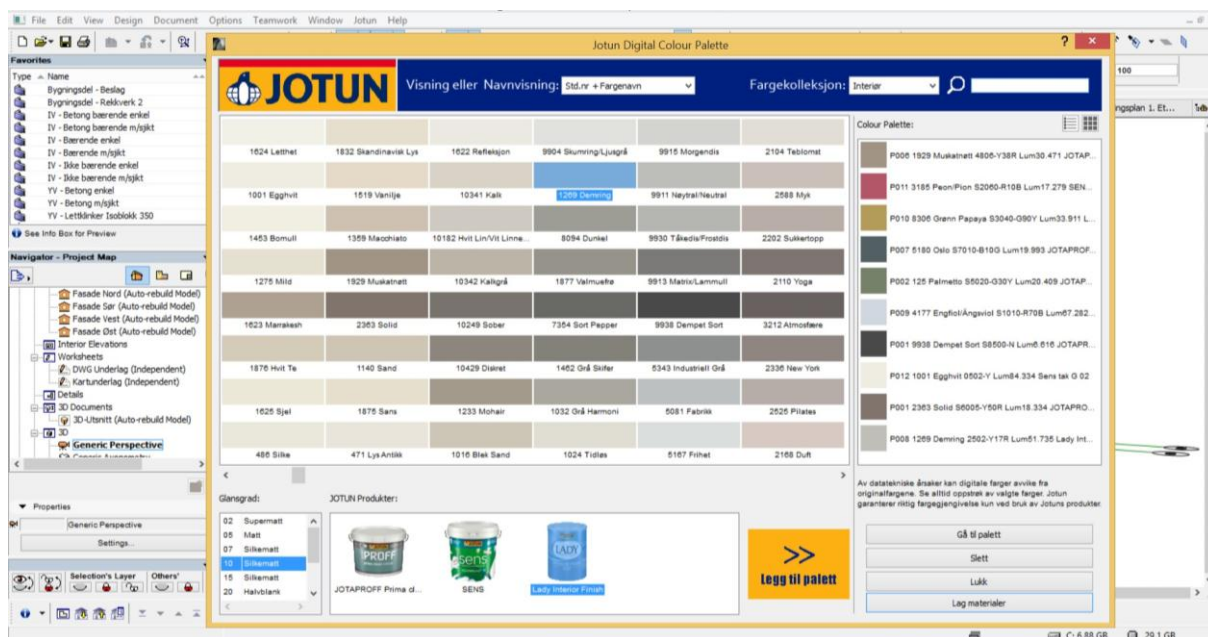 File Edit View Design Document Options Teamwork Window Jotun Help
Favorites
Type Name
Bygningsdel - Beslag
Bygningsdel - Rekkverk 2
IV - Betong bærende enkel
IV - Betong bærende m/sjikt
IV - Bærende enkel
IV - Bærende m/sjikt
IV - Ikke bærende enkel
IV - Ikke bærende m/sjikt
YV - Betong enkel
YV - Betong m/sjikt
YV - Lettklinker Isoblokk 350
See Info Box for Preview
Navigator - Project Map
Fasade Nord (Auto-rebuild Model)
Fasade Sør (Auto-rebuild Model)
Fasade Vest (Auto-rebuild Model)
Fasade Øst (Auto-rebuild Model)
Interior Elevations
Worksheets
DWG Underlag (Independent)
Kartunderlag (Independent)
Details
3D Documents
3D-Utsnitt (Auto-rebuild Model)
3D
Generic Perspective
Properties
Generic Perspective
Settings...
Selection's Layer Others'
Jotun Digital Colour Palette
JOTUN
Visning eller Navnvisning: Std.nr + Fargenavn Fargekolleksjon: Interiør
1624 Letthet 1832 Skandinavisk Lys 1622 Refleksjon 9904 Skumring/Ljusgrå 9915 Morgendis 2104 Teblomst
1001 Egghvit 1519 Vanilje 10341 Kalk 1269 Demring 9911 Nøytral/Neutral 2588 Myk
1453 Bomull 1359 Macchiato 10182 Hvit Lin/Vit Linne... 8094 Dunkel 9930 Tåkedis/Frostdis 2202 Sukkertopp
1275 Mild 1929 Muskatnøtt 10342 Kalkgrå 1877 Valmuefrø 9913 Matrix/Lammull 2110 Yoga
1623 Marrakesh 2363 Solid 10249 Sober 7354 Sort Pepper 9938 Dempet Sort 3212 Atmosfære
1876 Hvit Te 1140 Sand 10429 Diskret 1462 Grå Skifer 5343 Industriell Grå 2336 New York
1625 Sjel 1875 Sans 1233 Mohair 1032 Grå Harmoni 5081 Fabrikk 2525 Pilates
486 Silke 471 Lys Antikk 1016 Blek Sand 1024 Tidløs 5167 Frihet 2168 Duft
Colour Palette:
P006 1929 Muskatnøtt 4806-Y38R Lum30.471 JOTAP...
P011 3185 Peon/Pion S2060-R10B Lum17.279 SEN...
P010 8306 Grønn Papaya S3040-G90Y Lum33.911 L...
P007 5180 Oslo S7010-B10G Lum19.993 JOTAPROF...
P002 125 Palmetto S5020-G30Y Lum20.409 JOTAP...
P009 4177 Engfiol/Ängsviol S1010-R70B Lum67.282...
P001 9938 Dempet Sort S8500-N Lum6.616 JOTAPR...
P012 1001 Egghvit 0502-Y Lum84.334 Sens tak G 02
P001 2363 Solid S6005-Y50R Lum18.334 JOTAPRO...
P008 1269 Demring 2502-Y17R Lum51.735 Lady Int...
Glansgrad:
02 Supermatt
05 Matt
07 Silkematt
10 Silkematt
15 Silkematt
20 Halvblank
JOTUN Produkter:
PROFF
sens
LADY
JOTAPROFF Prima cl... SENS Lady Interior Finish
>>
Legg til palett
Av datatekniske årsaker kan digitale farger avvike fra
originalfargene. Se alltid oppstrøk av valgte farger. Jotun
garanterer riktig fargegjengivelse kun ved bruk av Jotuns produkter.
Gå til palett
Slett
Lukk
Lag materialer
100
ngsplan 1. Et...
C: 6.88 GB 29.1 GB